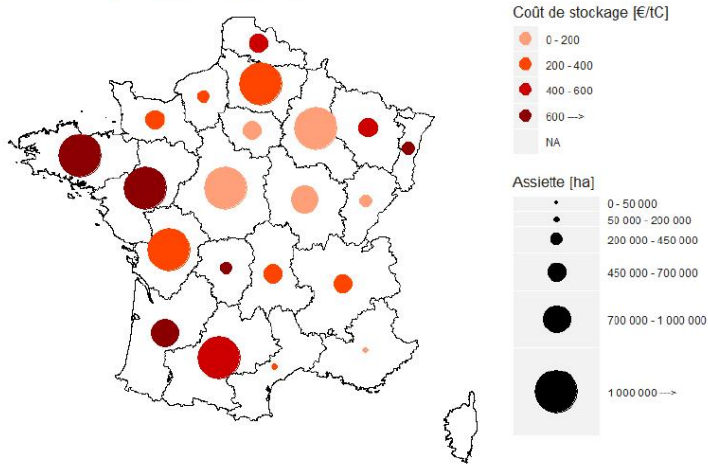 Coût de stockage [€/tC]
0 - 200
200 - 400
400 - 600
600 --->
NA
Assiette [ha]
0 - 50 000
50 000 - 200 000
200 000 - 450 000
450 000 - 700 000
700 000 - 1 000 000
1 000 000 --->